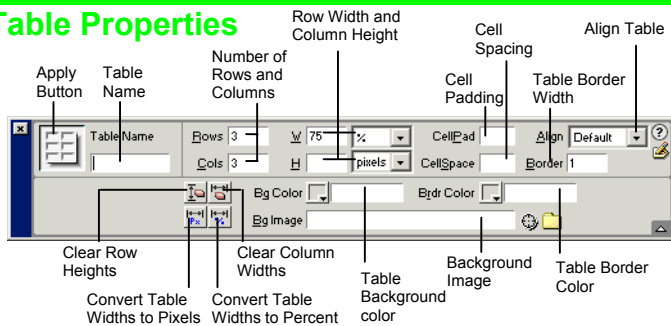 Table Properties
Row Width and
Column Height
Cell
Spacing
Align Table
Number of
Rows and
Columns
Apply
Button
Table
Name
Cell
Padding
Table Border
Width
Table Name
Rows 3
W 75 %
CellPad
Align Default
Cols 3
H pixels
CellSpace
Border 1
Bg Color
Brdr Color
Px %
Bg Image
Clear Row
Heights
Clear Column
Widths
Table
Background
color
Background
Image
Table Border
Color
Convert Table
Widths to Pixels
Convert Table
Widths to Percent